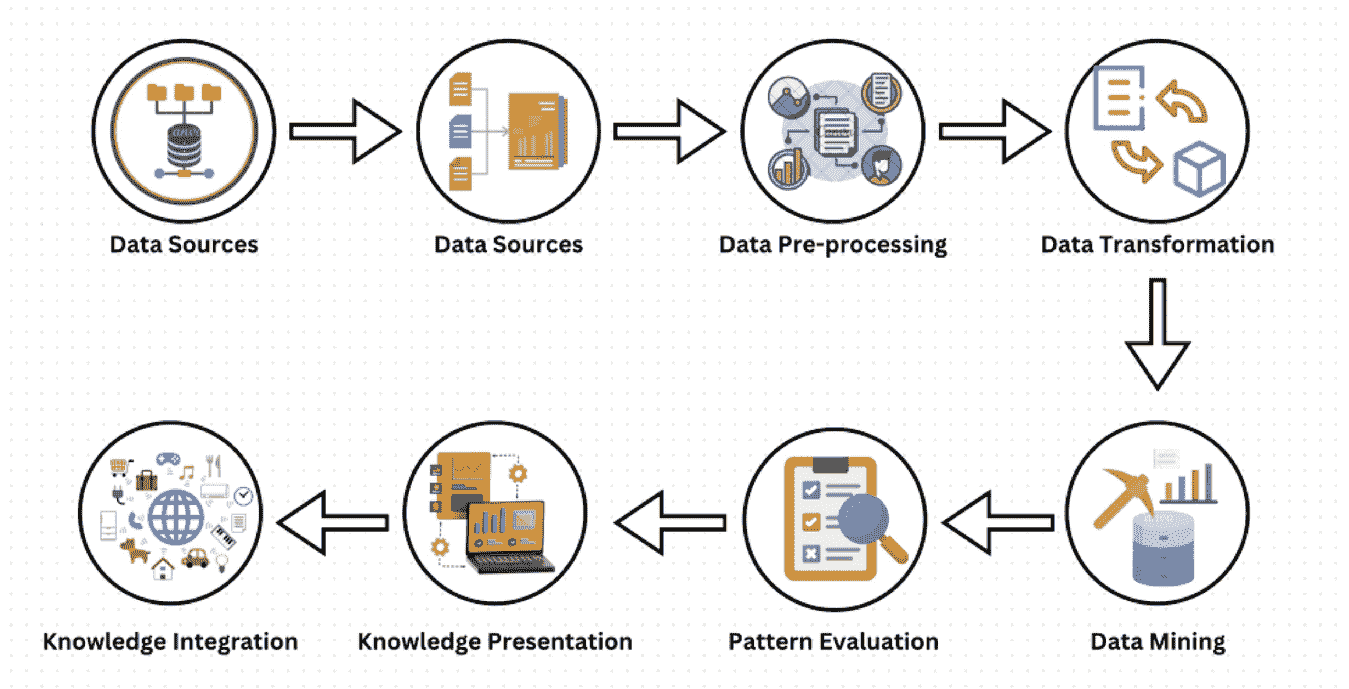 Data Sources
Data Sources
Data Pre-processing
Data Transformation
Data Mining
Pattern Evaluation
Knowledge Presentation
Knowledge Integration